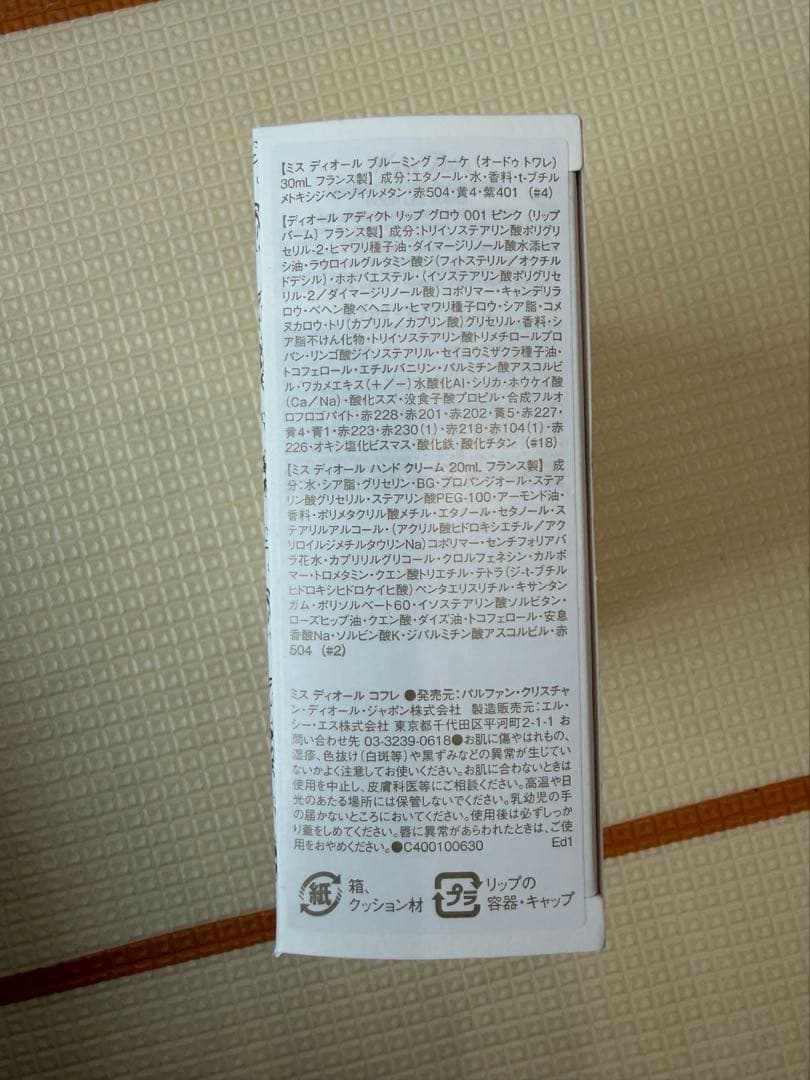 【ミス ディオール ブルーミング ブーケ (オードゥ トワレ)
30mL フランス製】 成分:エタノール・水・香料・t-ブチル
メトキシジベンゾイルメタン・赤504・黄4・紫401 (#4)
【ディオール アディクト リップ グロウ 001 ピンク (リップ
バーム) フランス製】 成分:トリイソステアリン酸ポリグリ
セリル-2・ヒマワリ種子油・ダイマージリノール酸水添ヒマ
シ油・ラウロイルグルタミン酸ジ(フィトステリル/オクチル
ドデシル)・ホホバエステル・(イソステアリン酸ポリグリセ
リル-2/ダイマージリノール酸)コポリマー・キャンデリラ
ロウ・ベヘン酸ベヘニル・ヒマワリ種子ロウ・シア脂・コメ
ヌカロウ・トリ(カプリル/カプリン酸)グリセリル・香料・シ
ア脂不けん化物・トリイソステアリン酸トリメチロールプロ
パン・リンゴ酸ジイソステアリル・セイヨウミザクラ種子油・
トコフェロール・エチルバニリン・パルミチン酸アスコルビ
ル・ワカメエキス(+/−)水酸化Al・シリカ・ホウケイ酸
(Ca/Na)・酸化スズ・没食子酸プロピル・合成フルオ
ロフロゴパイト・赤228・赤201・赤202・黄5・赤227・
黄4・青1・赤223・赤230(1)・赤218・赤104(1)・赤
226・オキシ塩化ビスマス・酸化鉄・酸化チタン (#18)
【ミス ディオール ハンド クリーム 20mL フランス製】 成
分:水・シア脂・グリセリン・BG・プロパンジオール・ステア
リン酸グリセリル・ステアリン酸PEG-100・アーモンド油・
香料・ポリメタクリル酸メチル・エタノール・セタノール・ス
テアリルアルコール・(アクリル酸ヒドロキシエチル/アク
リロイルジメチルタウリンNa)コポリマー・センチフォリアバ
ラ花水・カプリリルグリコール・クロルフェネシン・カルボ
マー・トロメタミン・クエン酸トリエチル・テトラ(ジ-t-ブチル
ヒドロキシヒドロケイヒ酸)ペンタエリスリチル・キサンタン
ガム・ポリソルベート60・イソステアリン酸ソルビタン・
ローズヒップ油・クエン酸・ダイズ油・トコフェロール・安息
香酸Na・ソルビン酸K・ジパルミチン酸アスコルビル・赤
504 (#2)
ミス ディオール コフレ ●発売元:パルファン・クリスチャ
ン・ディオール・ジャポン株式会社 製造販売元:エル・
シー・エス株式会社 東京都千代田区平河町2-1-1 お
問い合わせ先 03-3239-0618●お肌に傷やはれもの、
湿疹、色抜け(白斑等)や黒ずみなどの異常が生じてい
ないかよく注意してお使いください。お肌に合わないときは
使用を中止し、皮膚科医等にご相談ください。高温や日
光のあたる場所には保管しないでください。乳幼児の手
の届かないところにおいてください。使用後は必ずしっか
り蓋をしめてください。唇に異常があらわれたときは、ご使
用をおやめください。●C400100630 Ed1
紙 箱、
クッション材
プラ リップの
容器・キャップ